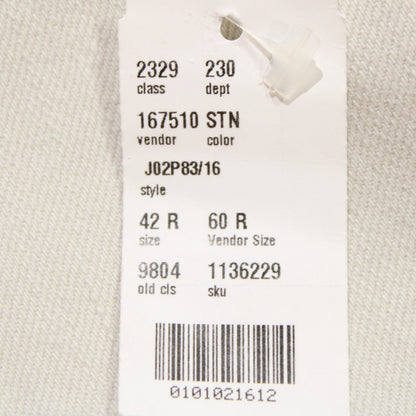 2329 230
class dept
167510 STN
vendor color
J02P83/16
style
42 R 60 R
size Vendor Size
9804 1136229
old cls sku
0101021612